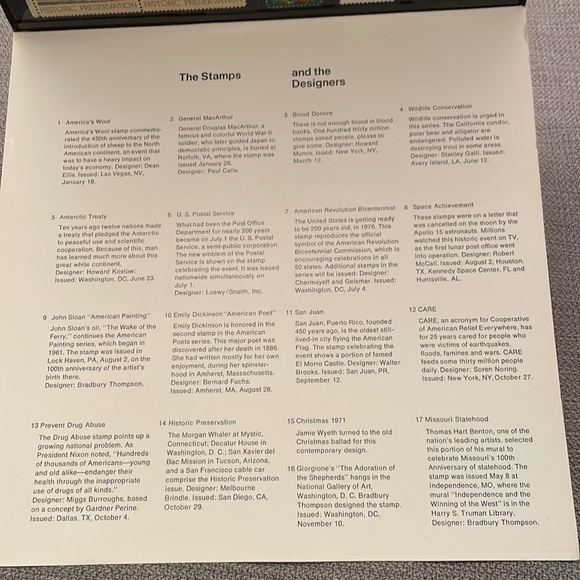 HISTORIC PRESERVATION HISTORIC PRESERVATION
The Stamps
and the
Designers
1 America's Wool
America's Wool stamp commemo-
rated the 450th anniversary of the
introduction of sheep to the North
American continent, an event that
was to have a heavy impact on
today's economy. Designer: Dean
Ellis. Issued: Las Vegas, NV,
January 19.
2 General MacArthur
General Douglas MacArthur, a
famous and colorful World War II
soldier, who later guided Japan to
democratic principles, is buried at
Norfolk, VA, where the stamp was
issued January 26.
Designer: Paul Calle.
3 Blood Donors
There is not enough blood in blood
banks. One hundred thirty million
stamps asked people, please to
give some. Designer: Howard
Munce. Issued: New York, NY,
March 12.
4 Wildlife Conservation
Wildlife conservation is urged in
this series. The California condor,
polar bear and alligator are
endangered. Polluted water is
destroying trout in some areas.
Designer: Stanley Galli. Issued:
Avery Island, LA, June 12.
5 Antarctic Treaty
Ten years ago twelve nations made
a treaty that pledged the Antarctic
to peaceful use and scientific
cooperation. Because of this, man
has learned much more about this
great white continent.
Designer: Howard Koslow.
Issued: Washington, DC, June 23.
6 U. S. Postal Service
What had been the Post Office
Department for nearly 200 years
became on July 1 the U. S. Postal
Service, a semi-public corporation.
The new emblem of the Postal
Service is shown on the stamp
celebrating the event. It was issued
nationwide simultaneously on
July 1.
Designer: Loewy/Snaith, Inc.
7 American Revolution Bicentennial
The United States is getting ready
to be 200 years old, in 1976. This
stamp reproduces the official
symbol of the American Revolution
Bicentennial Commission, which is
encouraging celebrations in all
50 states. Additional stamps in the
series will be issued: Designer:
Chermayeff and Geismar. Issued:
Washington, DC, July 4.
8 Space Achievement
These stamps were on a letter that
was cancelled on the moon by the
Apollo 15 astronauts. Millions
watched this historic event on TV,
as the first lunar post office went
into operation. Designer: Robert
McCall. Issued: August 2, Houston,
TX, Kennedy Space Center, FL and
Huntsville, AL.
9 John Sloan "American Painting"
John Sloan's oil, "The Wake of the
Ferry," continues the American
Painting series, which began in
1961. The stamp was issued in
Lock Haven, PA, August 2, on the
100th anniversary of the artist's
birth there.
Designer: Bradbury Thompson.
10 Emily Dickinson "American Poet"
Emily Dickinson is honored in the
second stamp in the American
Poets series. This major poet was
discovered after her death in 1886.
She had written mostly for her own
enjoyment, during her spinster-
hood in Amherst, Massachusetts.
Designer: Bernard Fuchs.
Issued: Amherst, MA, August 28.
11 San Juan
San Juan, Puerto Rico, founded
450 years ago, is the oldest still-
lived-in city flying the American
Flag. The stamp celebrating the
event shows a portion of famed
El Morro Castle. Designer: Walter
Brooks. Issued: San Juan, PR,
September 12.
12 CARE
CARE, an acronym for Cooperative
of American Relief Everywhere, has
for 25 years cared for people who
were victims of earthquakes,
floods, famines and wars. CARE
feeds some thirty million people
daily. Designer: Soren Noring.
Issued: New York, NY, October 27.
13 Prevent Drug Abuse
The Drug Abuse stamp points up a
growing national problem. As
President Nixon noted, "Hundreds
of thousands of Americans—young
and old alike—endanger their
health through the inappropriate
use of drugs of all kinds."
Designer: Miggs Burroughs, based
on a concept by Gardner Perine.
Issued: Dallas, TX, October 4.
14 Historic Preservation
The Morgan Whaler at Mystic,
Connecticut; Decatur House in
Washington, D. C.; San Xavier del
Bac Mission in Tucson, Arizona,
and a San Francisco cable car
comprise the Historic Preservation
issue. Designer: Melbourne
Brindle. Issued: San Diego, CA,
October 29.
15 Christmas 1971
Jamie Wyeth turned to the old
Christmas ballad for this
contemporary design.
16 Giorgione's "The Adoration of
the Shepherds" hangs in the
National Gallery of Art,
Washington, D. C. Bradbury
Thompson designed the stamp.
Issued: Washington, DC,
November 10.
17 Missouri Statehood
Thomas Hart Benton, one of the
nation's leading artists, selected
this portion of his mural to
celebrate Missouri's 100th
Anniversary of statehood. The
stamp was issued May 8 at
Independence, MO, where the
mural "Independence and the
Winning of the West" is in the
Harry S. Truman Library.
Designer: Bradbury Thompson.